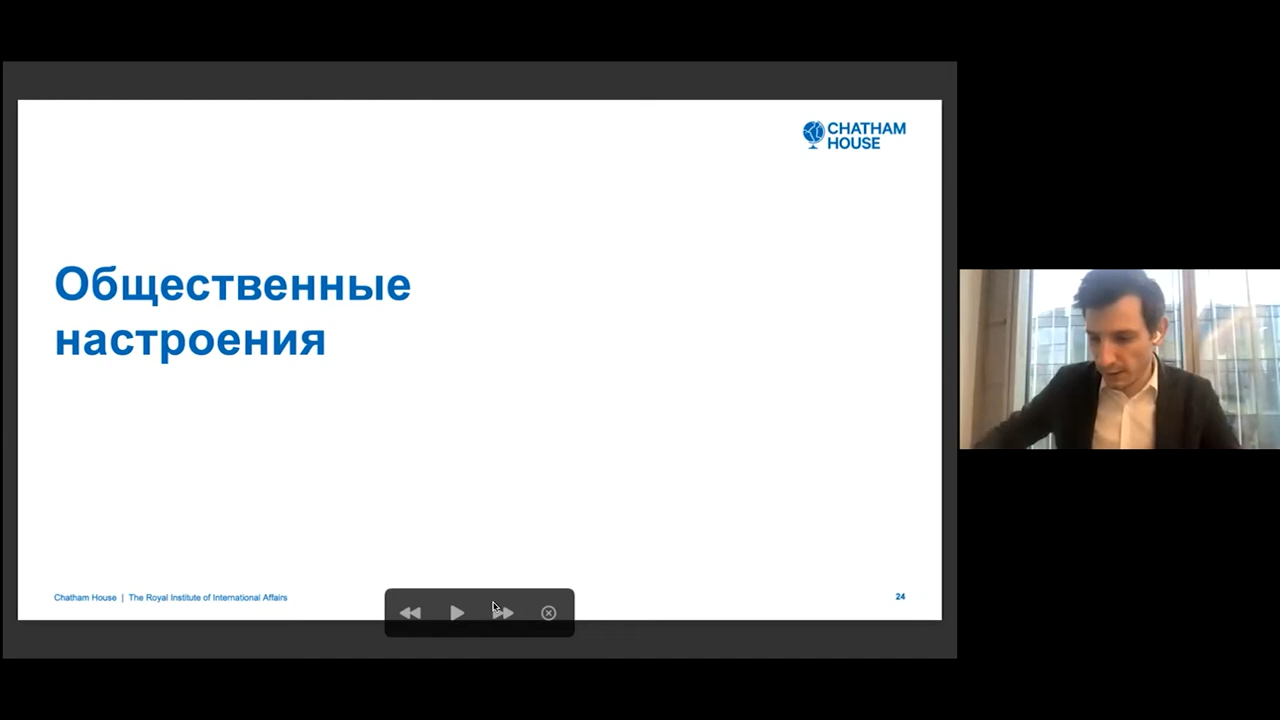 CHATHAM
HOUSE
Общественные
настроения
Chatham House | The Royal Institute of International Affairs
24